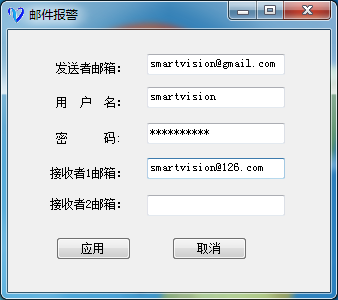 邮件报警
发送者邮箱： smartvision@gmail.com
用 户 名： smartvision
密 码： **********
接收者1邮箱： smartvision@126.com
接收者2邮箱：
应用 取消